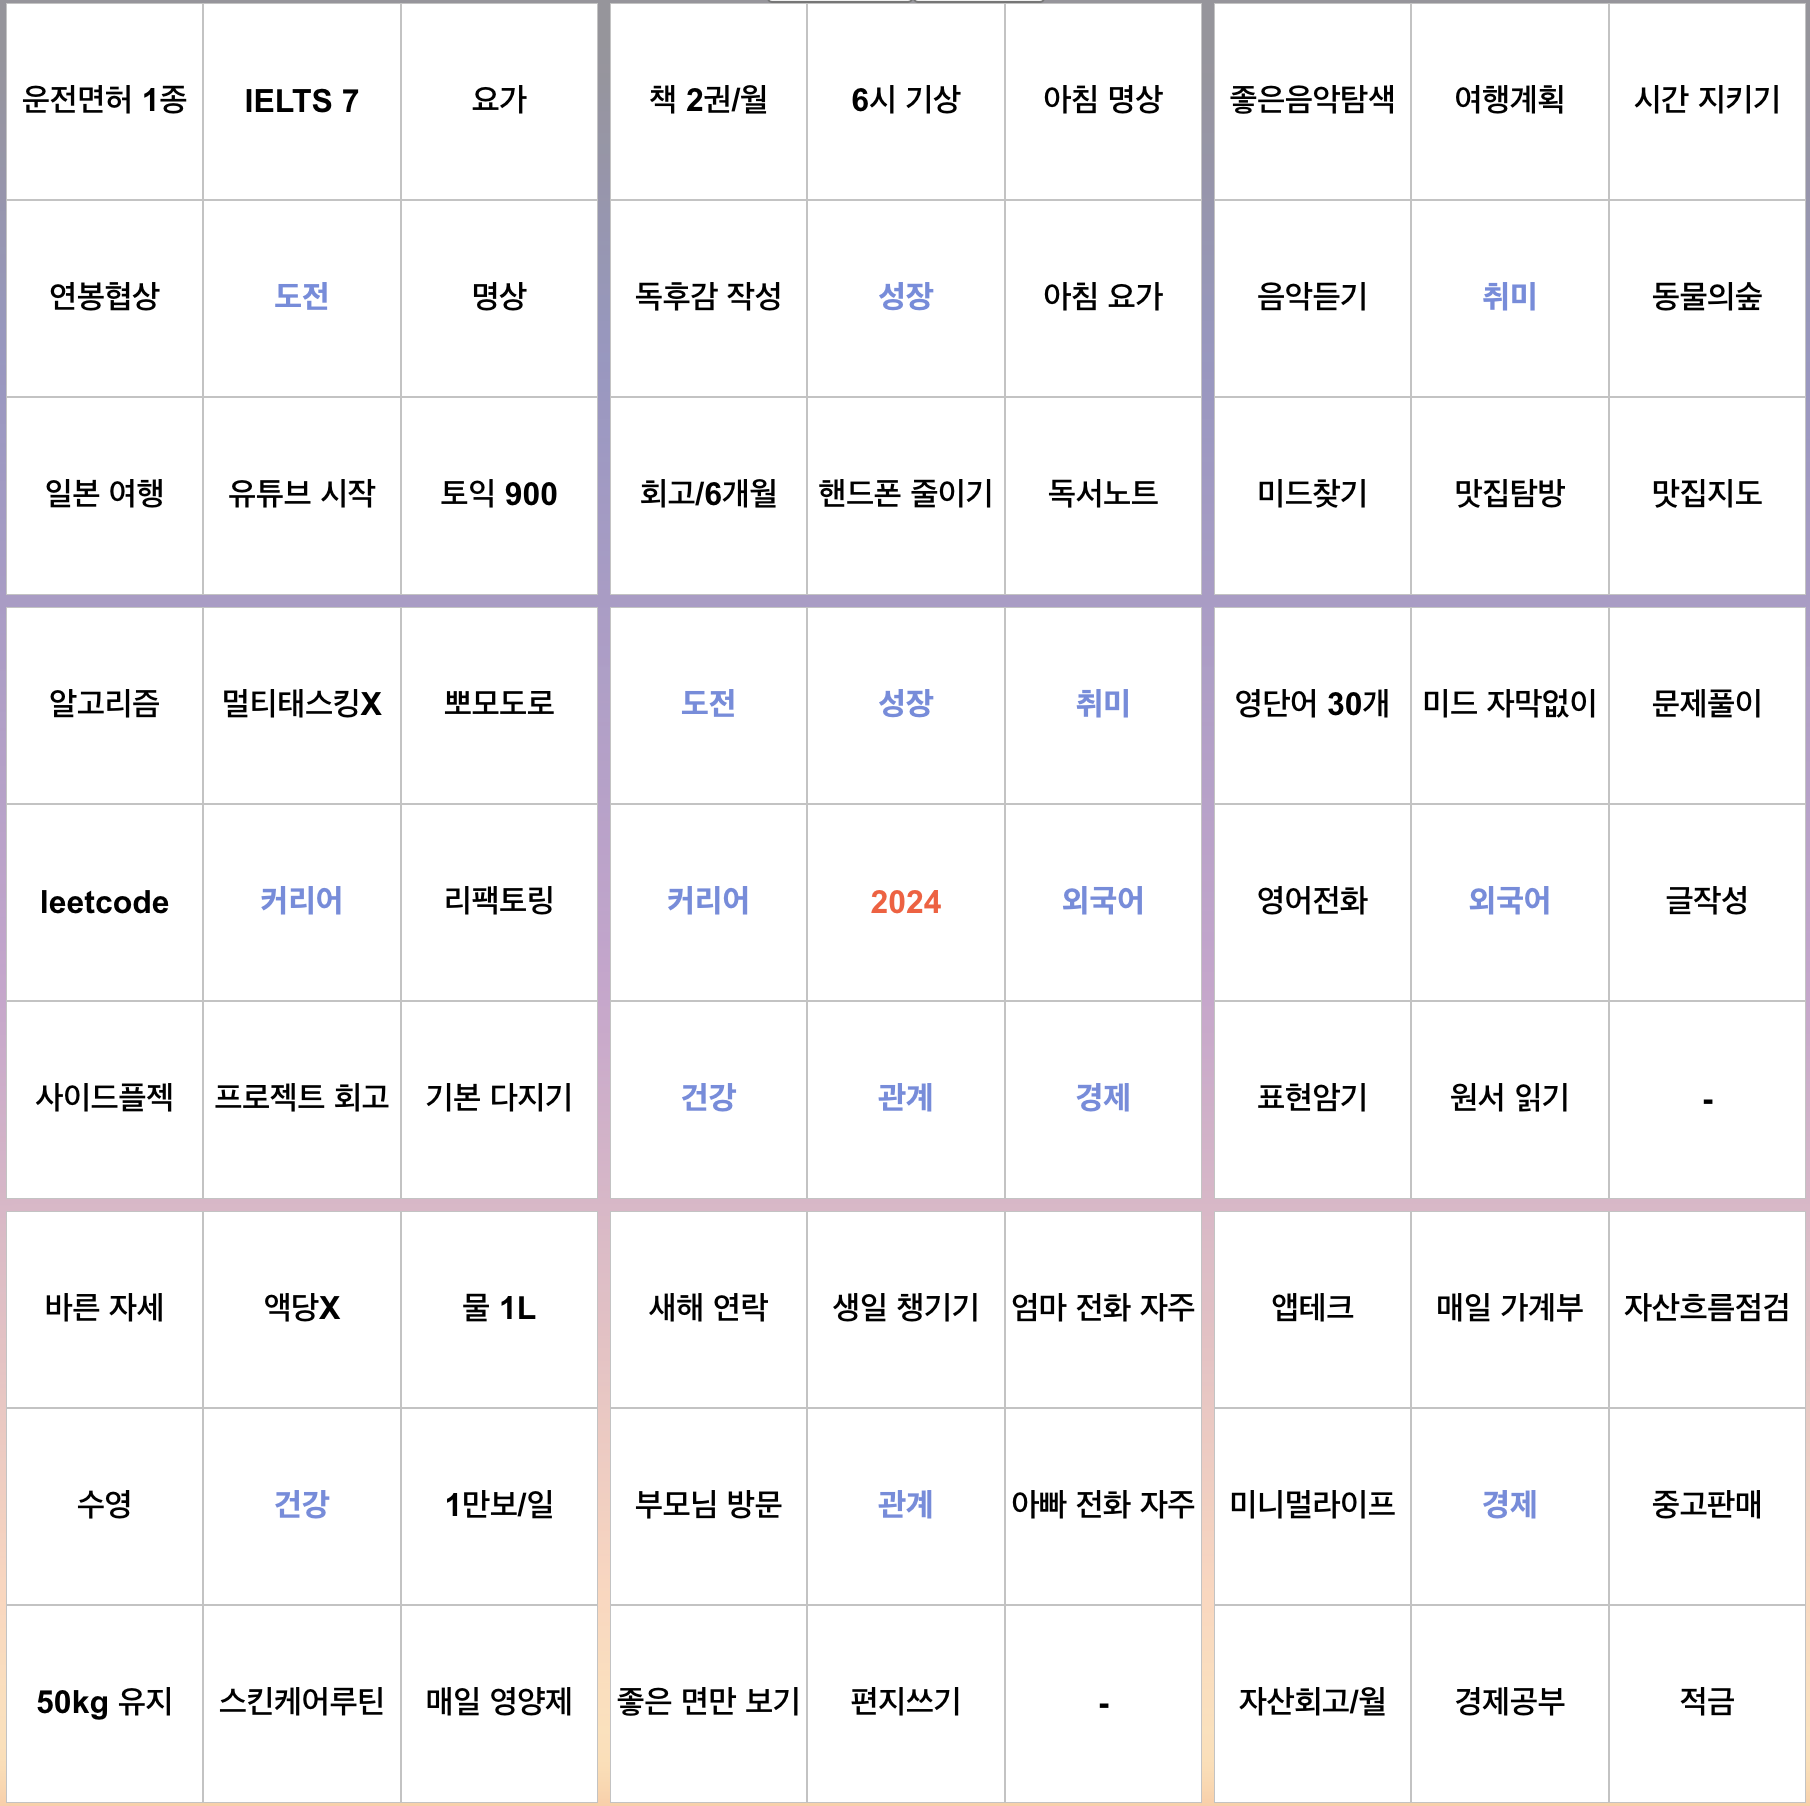 운전면허 1종
IELTS 7
요가
책 2권/월
6시 기상
아침 명상
좋은음악탐색
여행계획
시간 지키기
연봉협상
도전
명상
독후감 작성
성장
아침 요가
음악듣기
취미
동물의숲
일본 여행
유튜브 시작
토익 900
회고/6개월
핸드폰 줄이기
독서노트
미드찾기
맛집탐방
맛집지도
알고리즘
멀티태스킹X
뽀모도로
도전
성장
취미
영단어 30개
미드 자막없이
문제풀이
leetcode
커리어
리팩토링
커리어
2024
외국어
영어전화
외국어
글작성
사이드플젝
프로젝트 회고
기본 다지기
건강
관계
경제
표현암기
원서 읽기
-
바른 자세
액당X
물 1L
새해 연락
생일 챙기기
엄마 전화 자주
앱테크
매일 가계부
자산흐름점검
수영
건강
1만보/일
부모님 방문
관계
아빠 전화 자주
미니멀라이프
경제
중고판매
50kg 유지
스킨케어루틴
매일 영양제
좋은 면만 보기
편지쓰기
-
자산회고/월
경제공부
적금